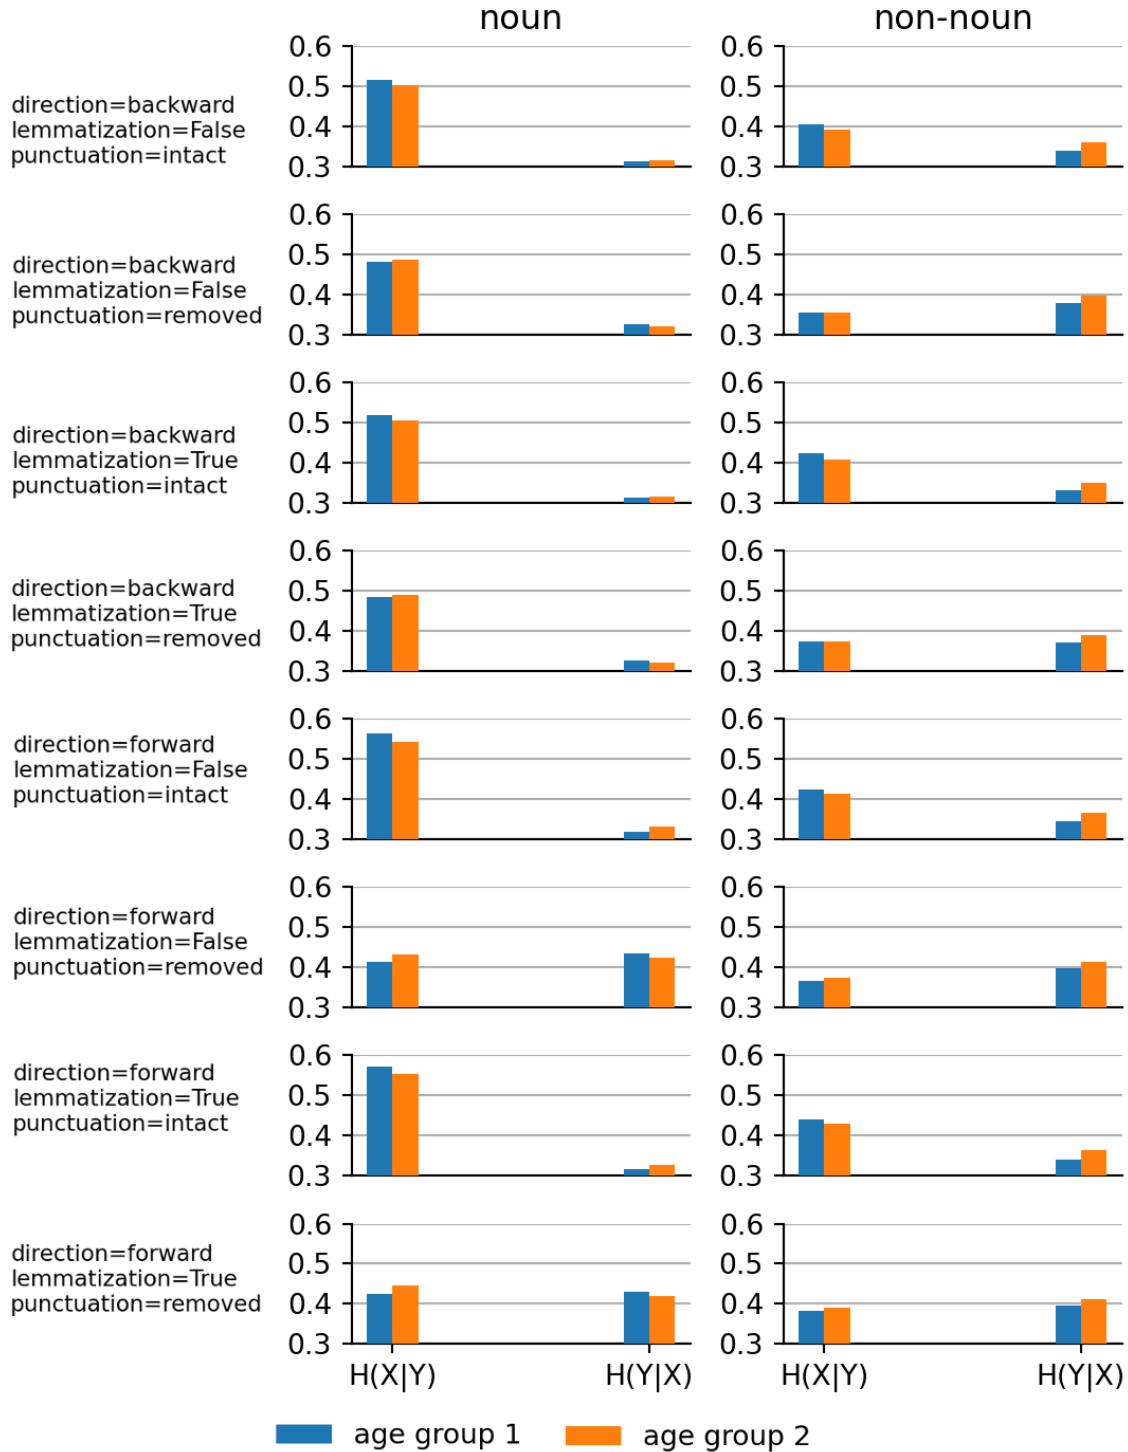 noun
non-noun
direction=backward
lemmatization=False
punctuation=intact
0.6
0.5
0.4
0.3
0.6
0.5
0.4
0.3
direction=backward
lemmatization=False
punctuation=removed
0.6
0.5
0.4
0.3
0.6
0.5
0.4
0.3
direction=backward
lemmatization=True
punctuation=intact
0.6
0.5
0.4
0.3
0.6
0.5
0.4
0.3
direction=backward
lemmatization=True
punctuation=removed
0.6
0.5
0.4
0.3
0.6
0.5
0.4
0.3
direction=forward
lemmatization=False
punctuation=intact
0.6
0.5
0.4
0.3
0.6
0.5
0.4
0.3
direction=forward
lemmatization=False
punctuation=removed
0.6
0.5
0.4
0.3
0.6
0.5
0.4
0.3
direction=forward
lemmatization=True
punctuation=intact
0.6
0.5
0.4
0.3
0.6
0.5
0.4
0.3
direction=forward
lemmatization=True
punctuation=removed
0.6
0.5
0.4
0.3
0.6
0.5
0.4
0.3
H(X|Y)
H(Y|X)
H(X|Y)
H(Y|X)
age group 1
age group 2